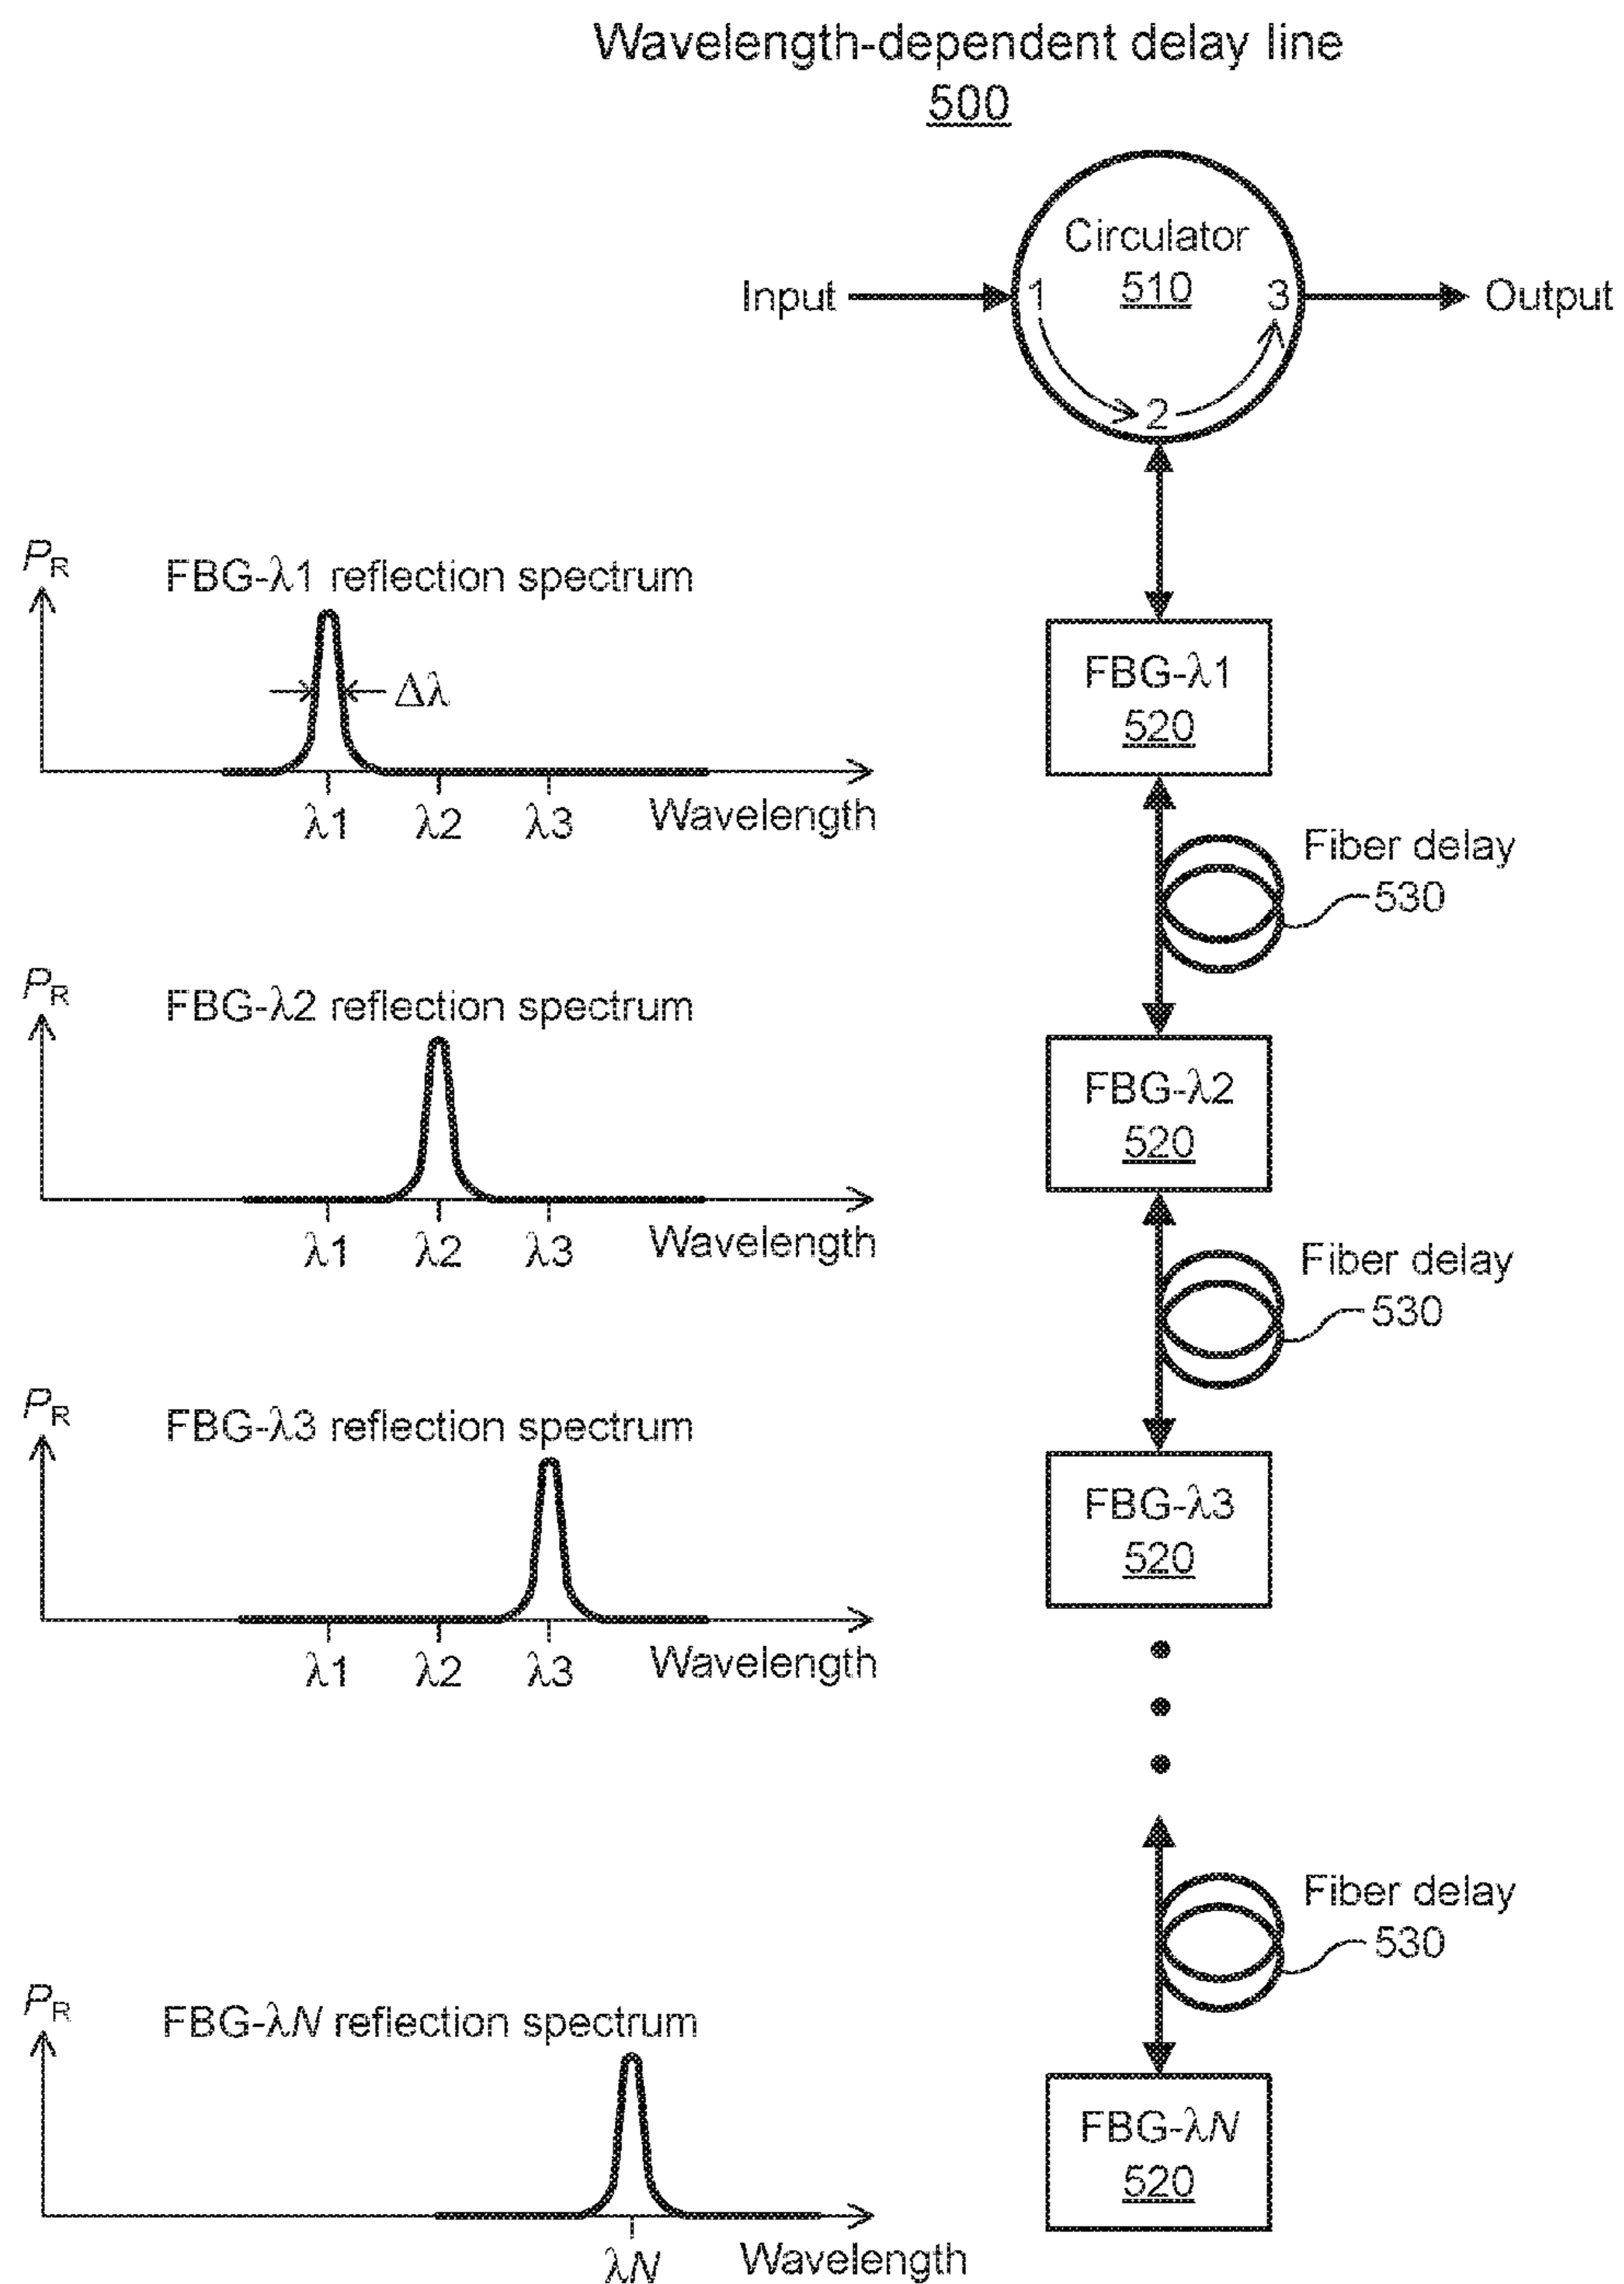 Wavelength-dependent delay line
500
Circulator
510
Input
1
3
Output
2
PR
FBG-λ1 reflection spectrum
Δλ
λ1 λ2 λ3 Wavelength
FBG-λ1
520
Fiber delay
530
PR
FBG-λ2 reflection spectrum
λ1 λ2 λ3 Wavelength
FBG-λ2
520
Fiber delay
530
PR
FBG-λ3 reflection spectrum
λ1 λ2 λ3 Wavelength
FBG-λ3
520
Fiber delay
530
PR
FBG-λN reflection spectrum
λN Wavelength
FBG-λN
520